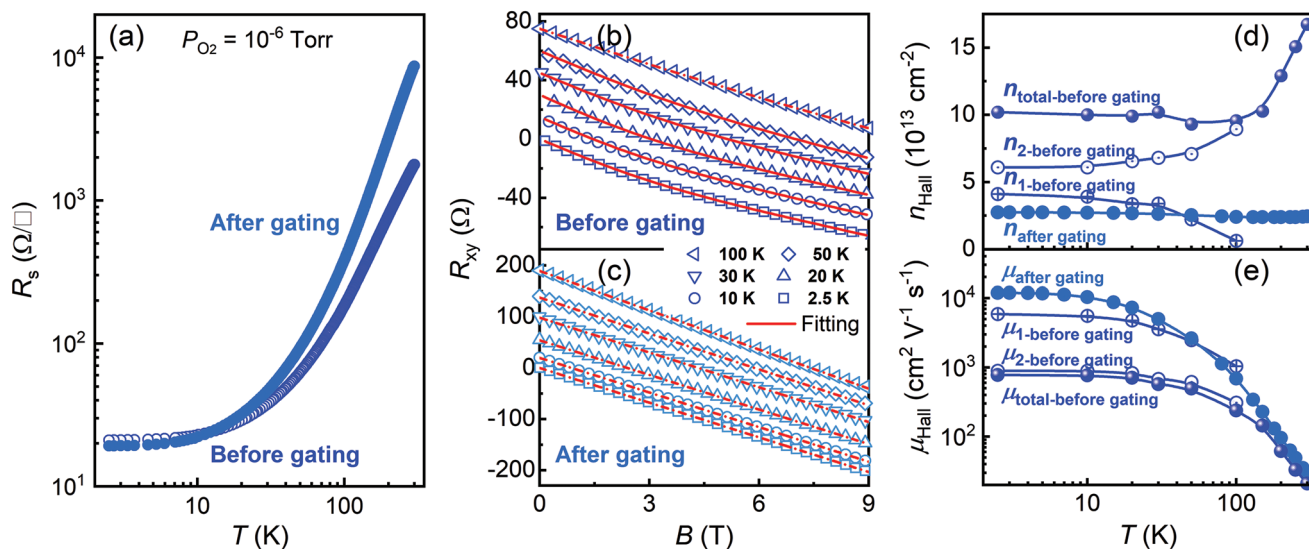 (a)
P_O2 = 10^-6 Torr
10^4
10^3
10^2
10^1
R_s (Ω/□)
After gating
Before gating
10
100
T (K)
(b)
80
40
0
-40
Before gating
R_xy (Ω)
(c)
200
100
0
-100
-200
100 K
50 K
30 K
20 K
10 K
2.5 K
Fitting
After gating
0
3
6
9
B (T)
(d)
15
10
5
0
n_Hall (10^13 cm^-2)
n_total-before gating
n_2-before gating
n_1-before gating
n_after gating
(e)
10^4
10^3
10^2
μ_Hall (cm^2 V^-1 s^-1)
μ_after gating
μ_1-before gating
μ_2-before gating
μ_total-before gating
10
100
T (K)